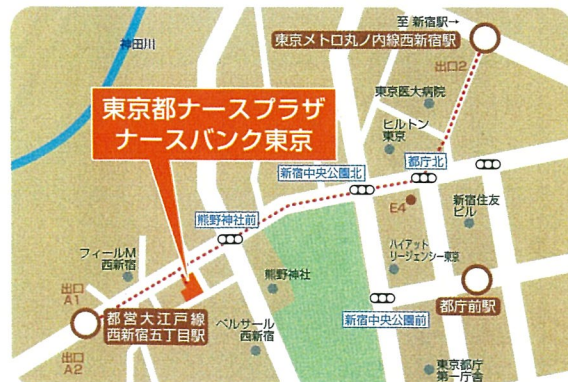 至 新宿駅→
東京メトロ丸ノ内線西新宿駅
神田川
出口2
東京医大病院
東京都ナースプラザ
ナースバンク東京
ヒルトン
東京
都庁北
新宿中央公園北
E4
新宿住友
ビル
熊野神社前
フィールM
西新宿
ハイアット
リージェンシー東京
熊野神社
都庁前駅
出口
A1
都営大江戸線
西新宿五丁目駅
新宿中央公園前
ベルサール
西新宿
出口
A2
東京都庁
第一庁舎